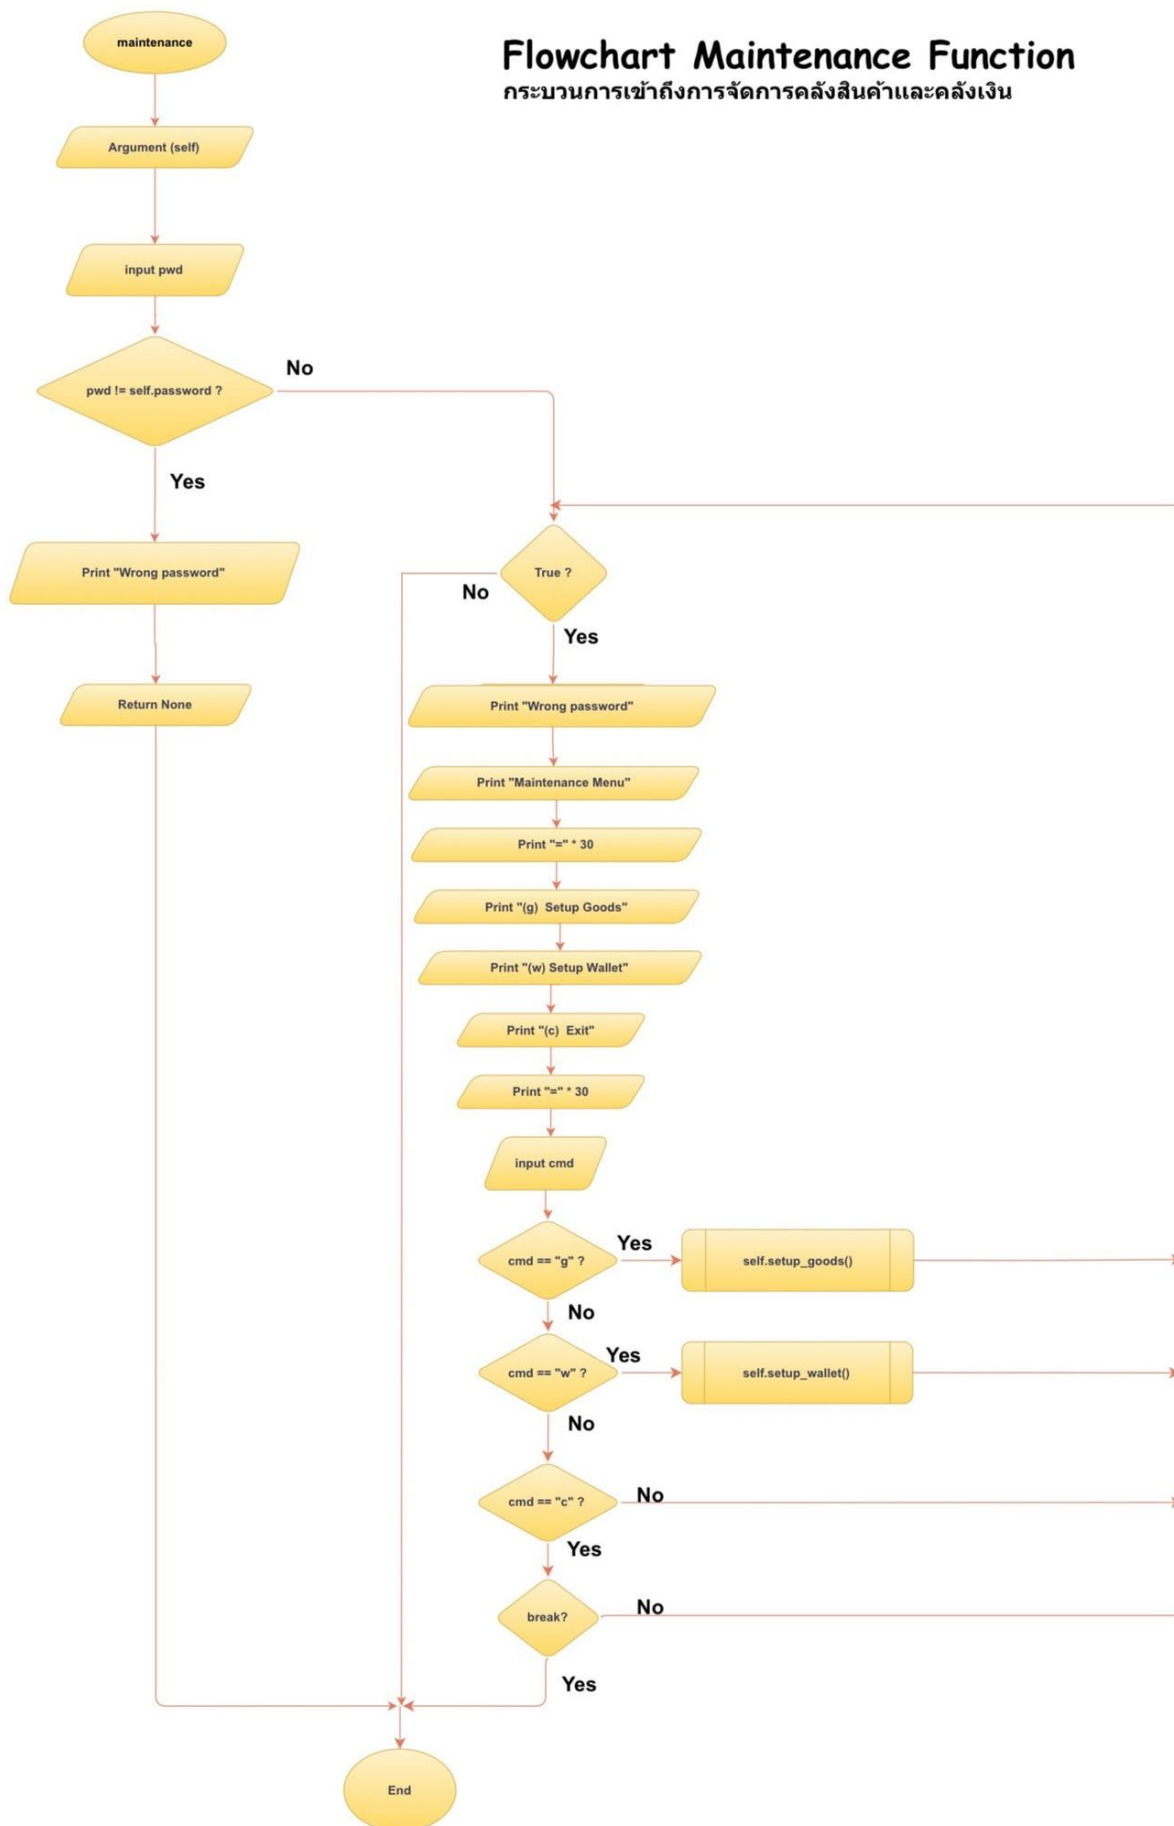 Flowchart Maintenance Function
กระบวนการเข้าถึงการจัดการคลังสินค้าและคลังเงิน
maintenance
Argument (self)
input pwd
pwd != self.password ?
No
Yes
Print "Wrong password"
Return None
True ?
No
Yes
Print "Wrong password"
Print "Maintenance Menu"
Print "=" * 30
Print "(g)  Setup Goods"
Print "(w) Setup Wallet"
Print "(c)  Exit"
Print "=" * 30
input cmd
cmd == "g" ?
Yes
self.setup_goods()
No
cmd == "w" ?
Yes
self.setup_wallet()
No
cmd == "c" ?
No
Yes
break?
No
Yes
End